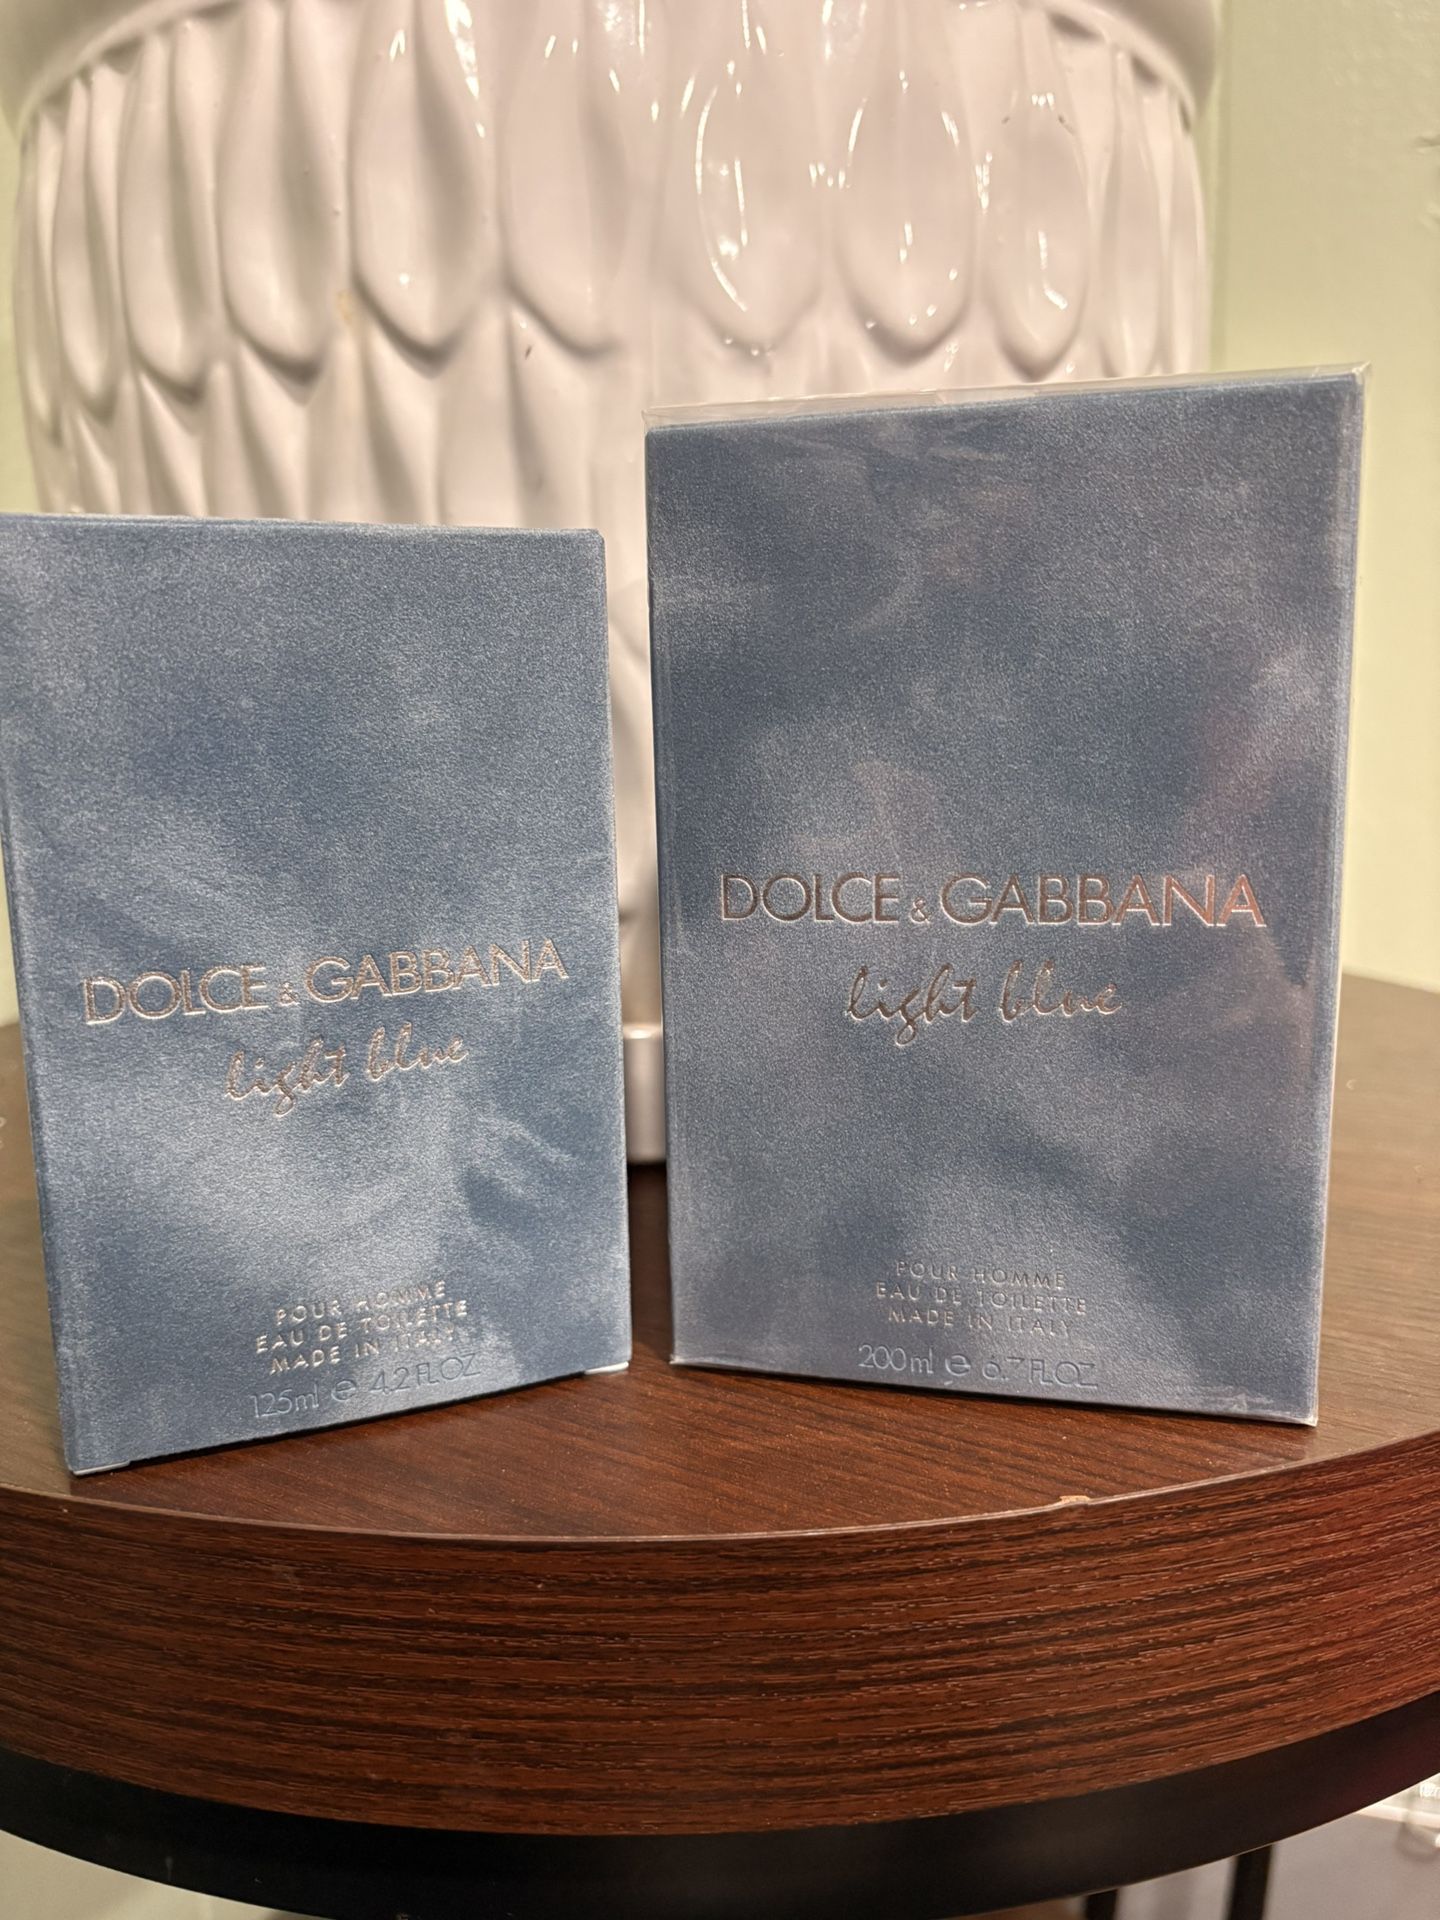 DOLCE & GABBANA
light blue
POUR HOMME
EAU DE TOILETTE
MADE IN ITALY
125ml e 4.2 FL.OZ.
DOLCE & GABBANA
light blue
POUR HOMME
EAU DE TOILETTE
MADE IN ITALY
200ml e 6.7 FL.OZ.